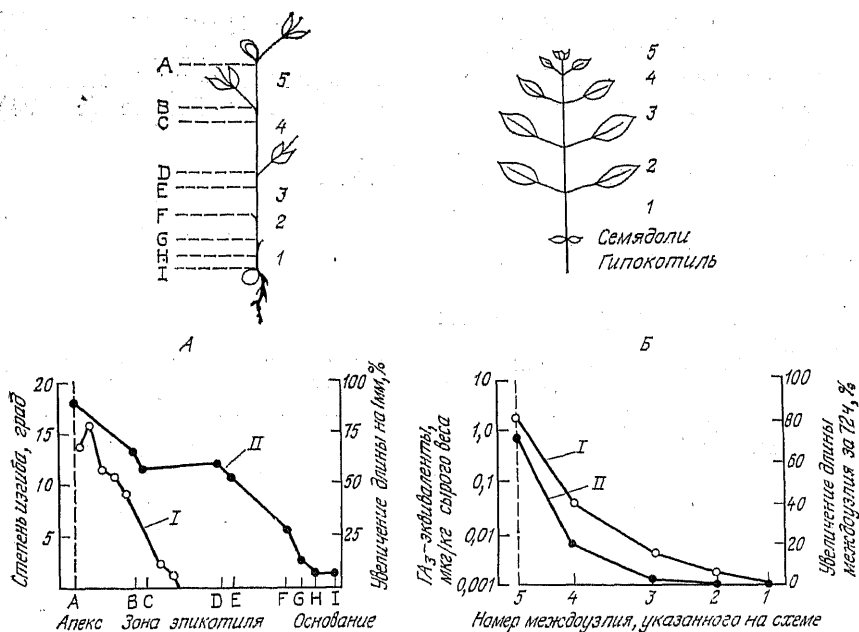 A
B
C
D
E
F
G
H
I
5
4
3
2
1
5
4
3
2
1
Семядоли
Гипокотиль
А
Б
Степень изгиба, град
20
15
10
5
Увеличение длины на 1мм, %
100
75
50
25
I
II
A B C D E F G H I
Апекс Зона эпикотиля Основание
ГА₃-эквиваленты,
мкг/кг сырого веса
10
1,0
0,1
0,01
0,001
Увеличение длины
междоузлия за 72ч, %
100
80
60
40
20
0
I
II
5 4 3 2 1
Номер междоузлия, указанного на схеме